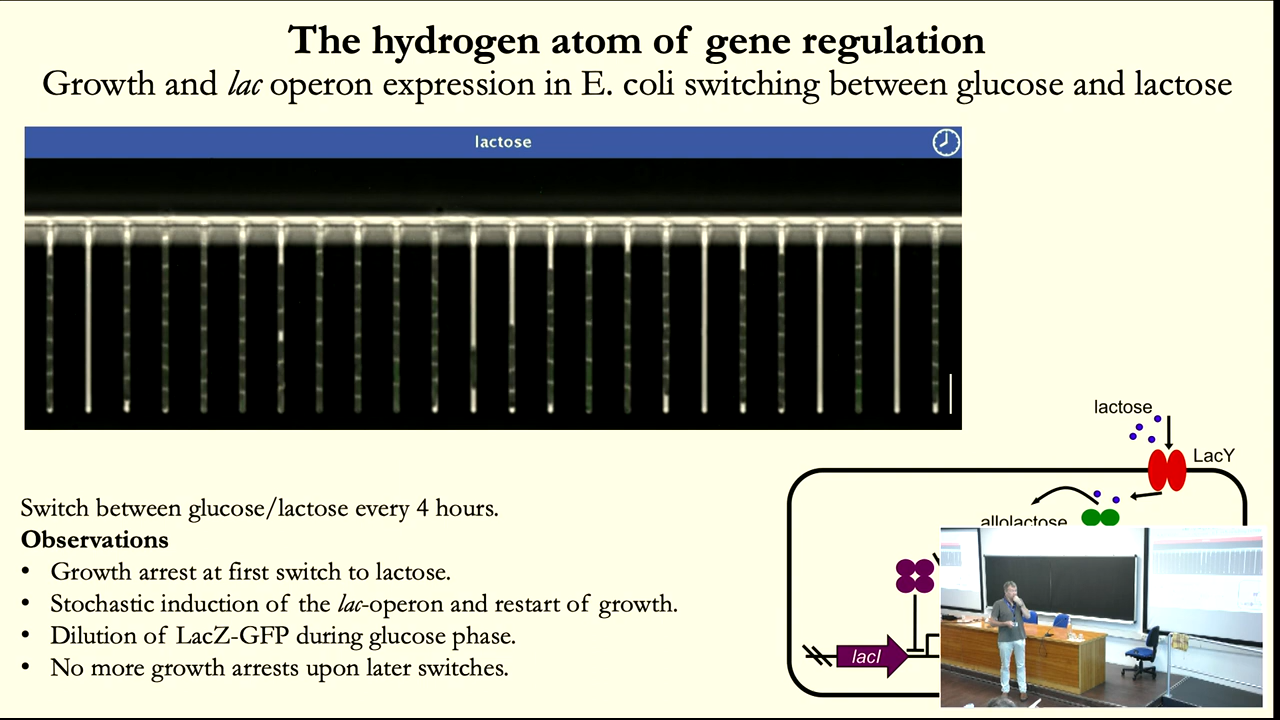 The hydrogen atom of gene regulation
Growth and lac operon expression in E. coli switching between glucose and lactose
lactose
lactose
LacY
allolactose
lacI
Switch between glucose/lactose every 4 hours.
Observations
• Growth arrest at first switch to lactose.
• Stochastic induction of the lac-operon and restart of growth.
• Dilution of LacZ-GFP during glucose phase.
• No more growth arrests upon later switches.